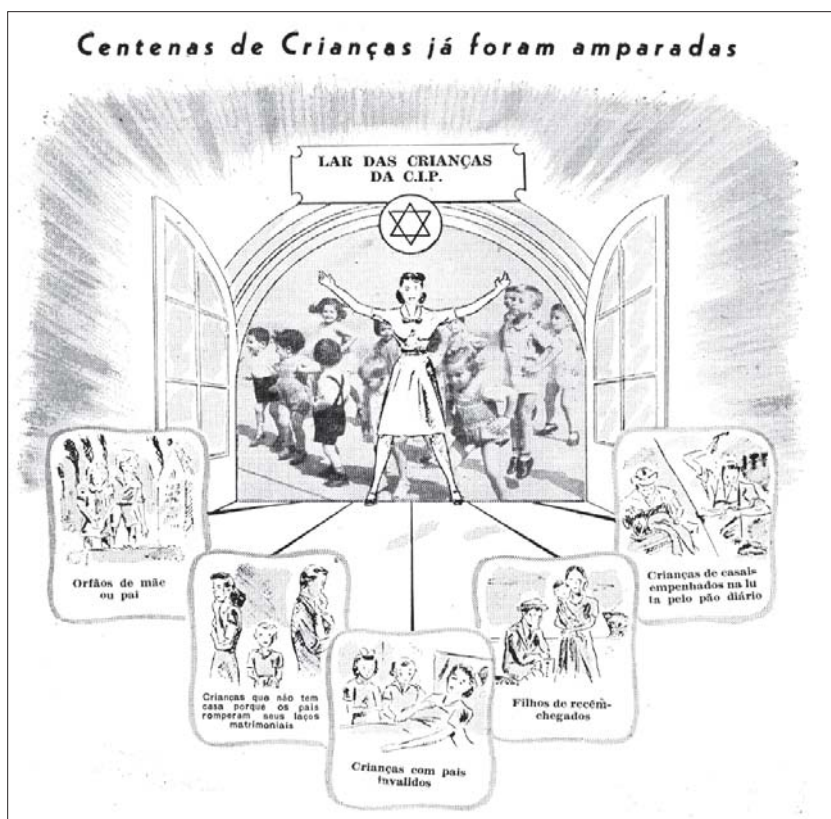 Centenas de Crianças já foram amparadas
LAR DAS CRIANÇAS
DA C.I.P.
Orfãos de mãe
ou pai
Crianças que não tem
casa porque os pais
romperam seus laços
matrimoniais
Crianças com pais
invalidos
Filhos de recém-
chegados
Crianças de casais
empenhados na lu
ta pelo pão diário